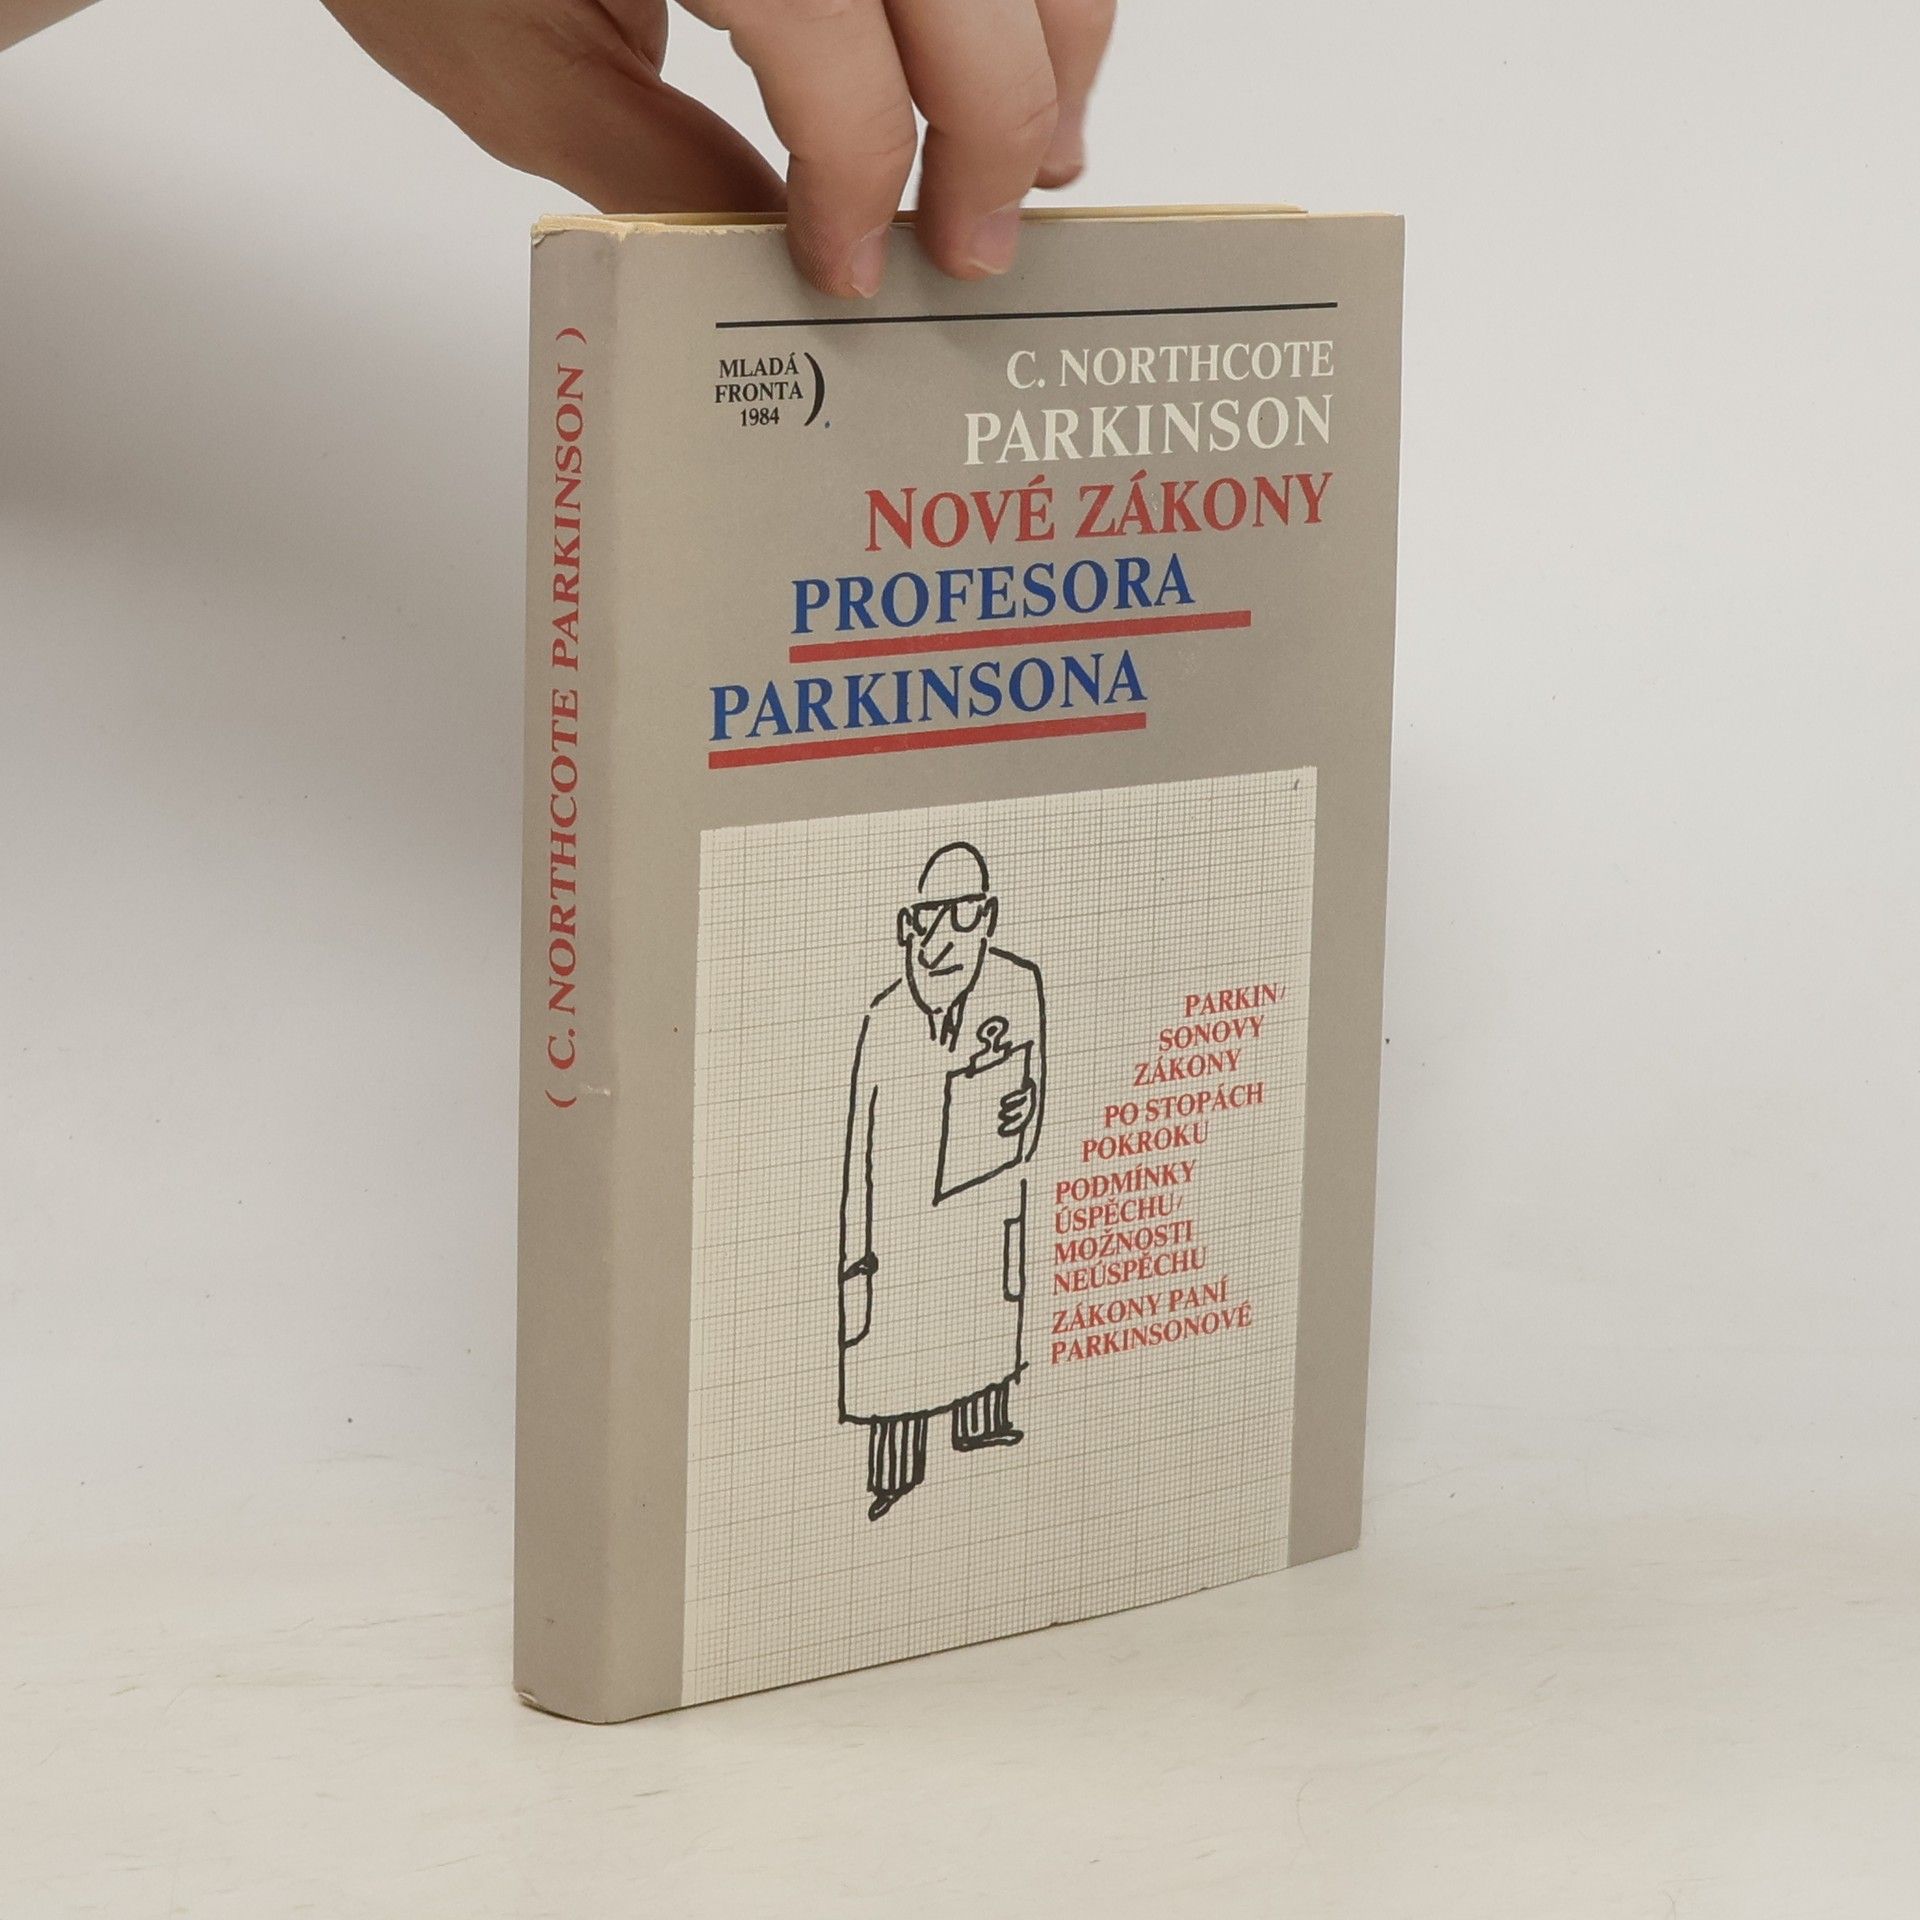 ( C. NORTHCOTE PARKINSON )
MLADÁ
FRONTA
1984
C. NORTHCOTE
PARKINSON
NOVÉ ZÁKONY
PROFESORA
PARKINSONA
PARKIN/
SONOVY
ZÁKONY
PO STOPÁCH
POKROKU
PODMÍNKY
ÚSPĚCHU/
MOŽNOSTI
NEÚSPĚCHU
ZÁKONY PANÍ
PARKINSONOVÉ